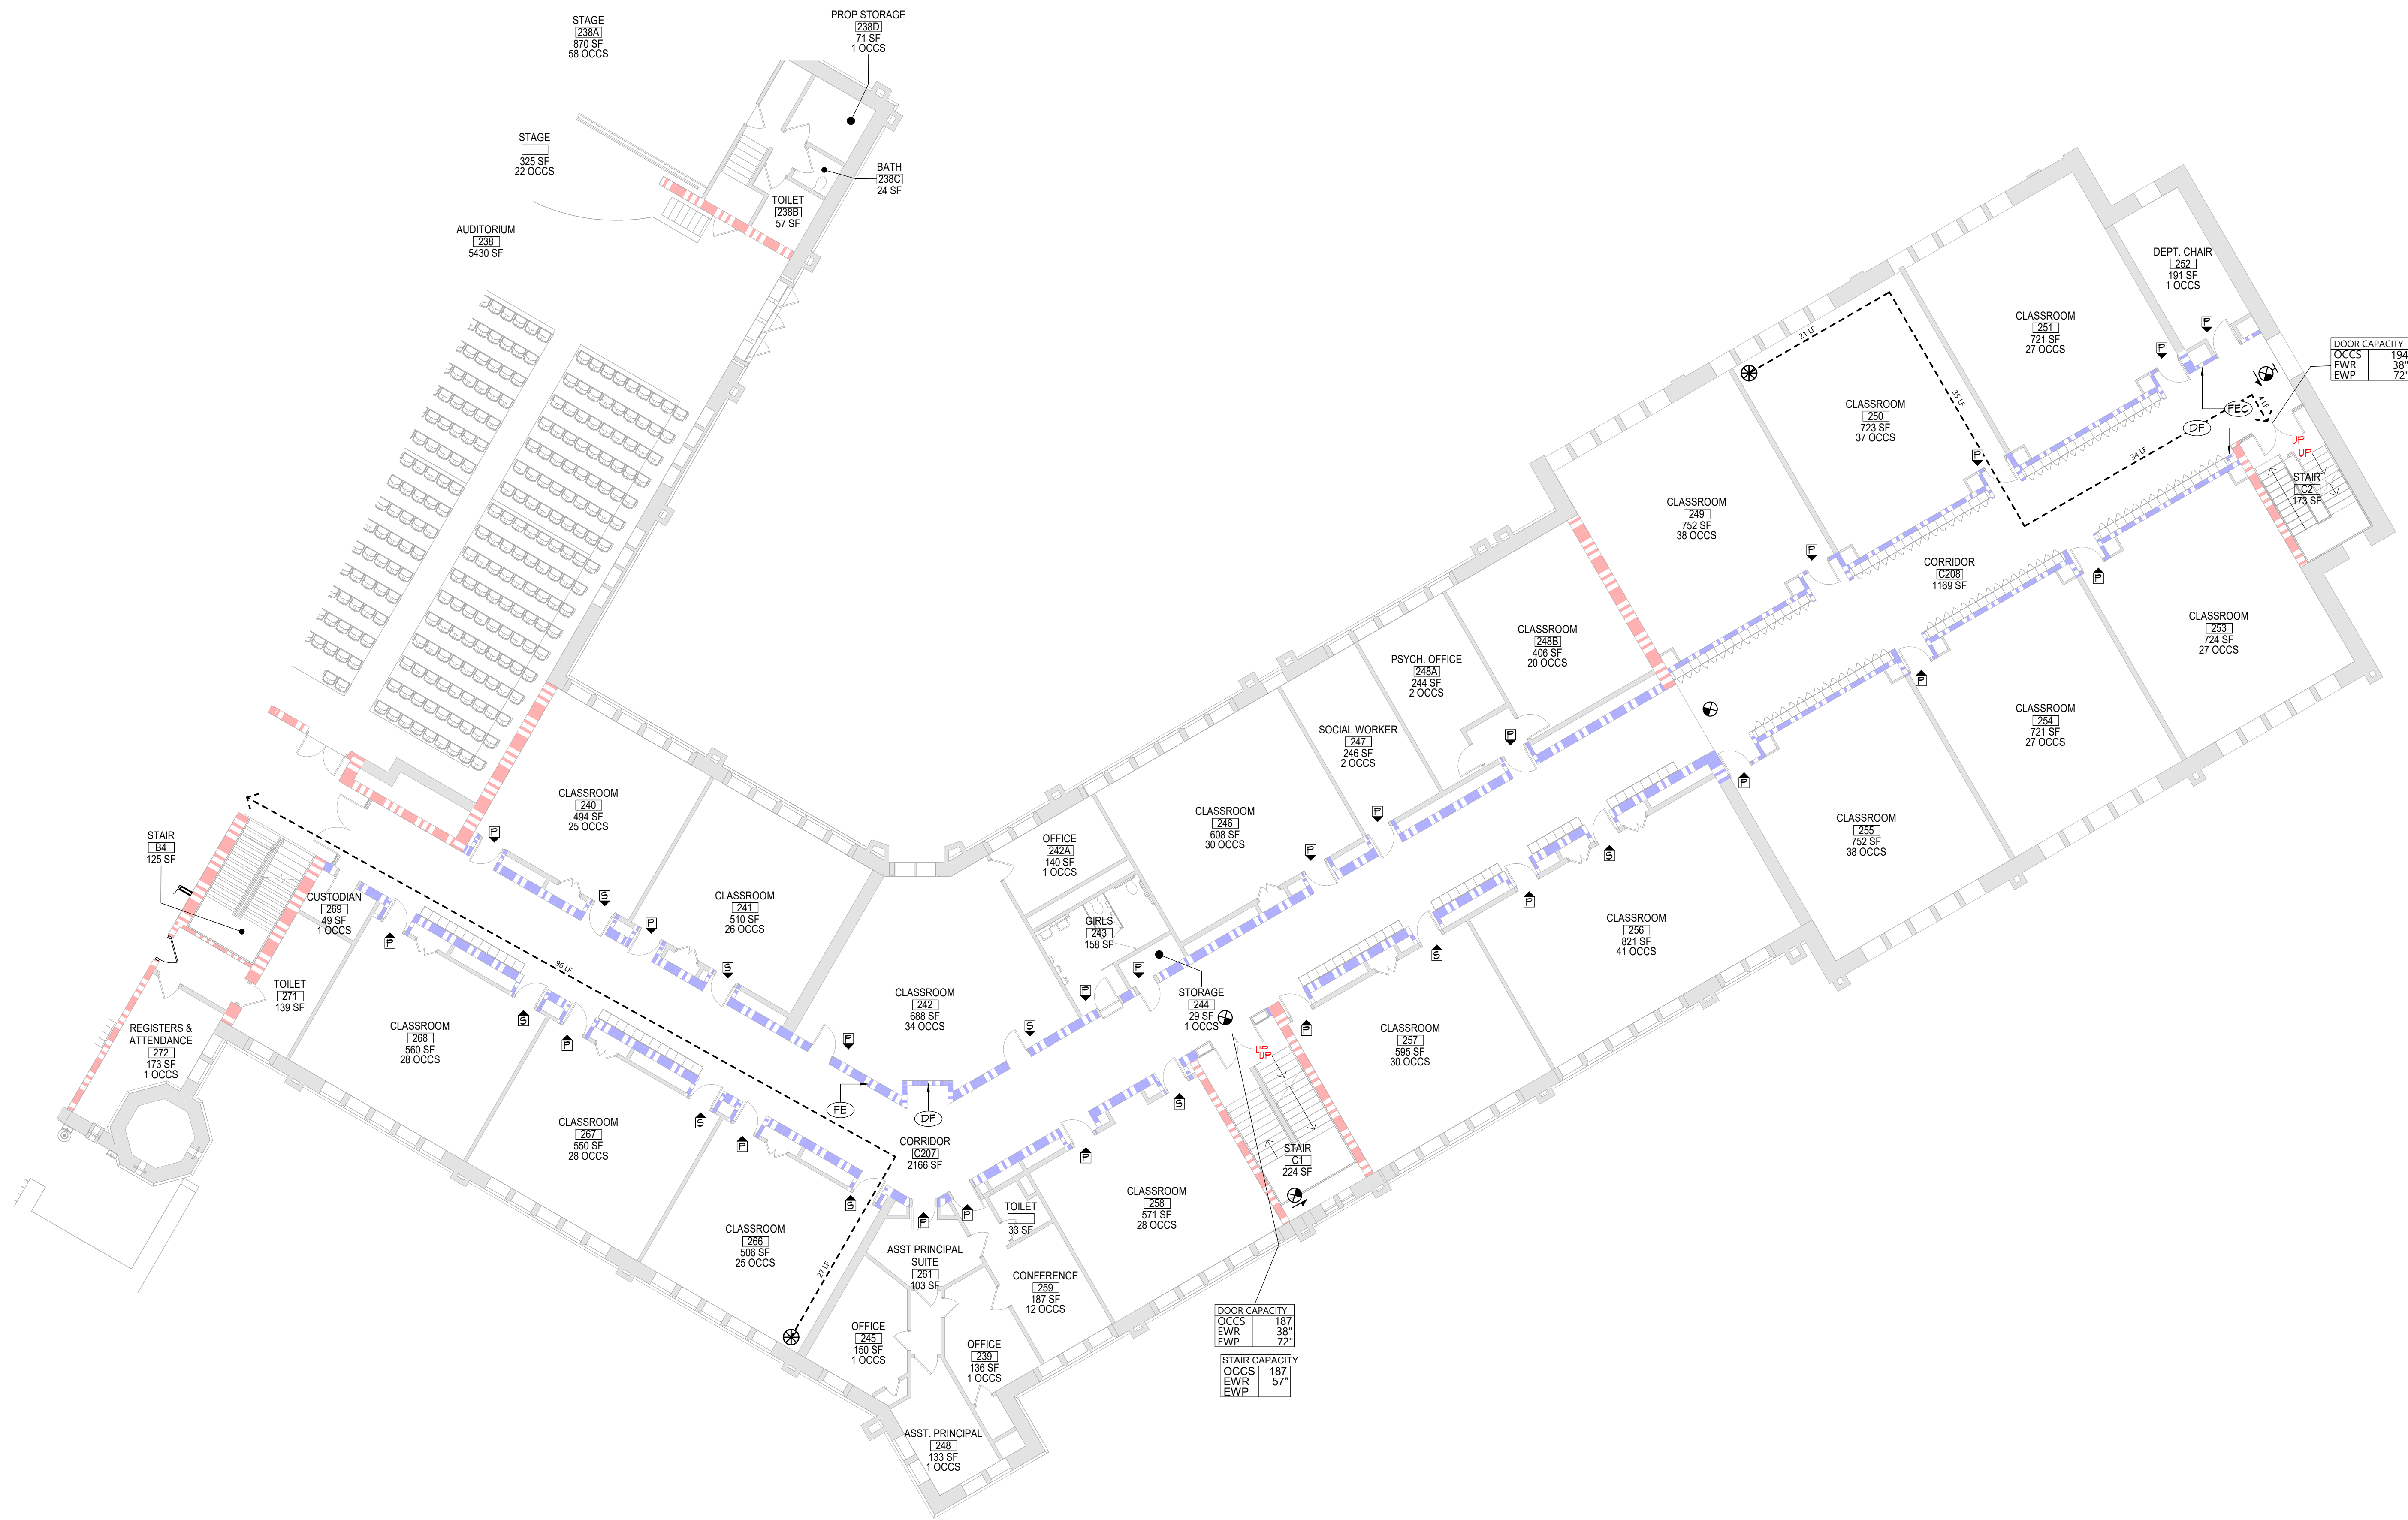 STAGE
238A
870 SF
58 OCCS
PROP STORAGE
238D
71 SF
1 OCCS
STAGE
325 SF
22 OCCS
BATH
238C
24 SF
TOILET
238B
57 SF
AUDITORIUM
238
5430 SF
DEPT. CHAIR
252
191 SF
1 OCCS
CLASSROOM
251
721 SF
27 OCCS
P
P
DOOR CAPACITY
OCCS 194
EWR 38"
EWP 72"
21 LF
35 LF
4 LF
34 LF
FEC
DF
UP
UP
CLASSROOM
250
723 SF
37 OCCS
P
STAIR
C2
173 SF
CLASSROOM
249
752 SF
38 OCCS
P
CORRIDOR
C208
1169 SF
P
CLASSROOM
253
724 SF
27 OCCS
CLASSROOM
248B
406 SF
20 OCCS
PSYCH. OFFICE
248A
244 SF
2 OCCS
P
CLASSROOM
254
721 SF
27 OCCS
SOCIAL WORKER
247
246 SF
2 OCCS
P
P
CLASSROOM
240
494 SF
25 OCCS
P
CLASSROOM
246
608 SF
30 OCCS
P
P
CLASSROOM
255
752 SF
38 OCCS
STAIR
B4
125 SF
OFFICE
242A
140 SF
1 OCCS
S
CUSTODIAN
269
49 SF
1 OCCS
S
CLASSROOM
241
510 SF
26 OCCS
P
P
GIRLS
243
158 SF
CLASSROOM
256
821 SF
41 OCCS
P
S
96 LF
S
P
TOILET
271
139 SF
CLASSROOM
242
688 SF
34 OCCS
P
STORAGE
244
29 SF
1 OCCS
P
S
REGISTERS &
ATTENDANCE
272
173 SF
1 OCCS
CLASSROOM
268
560 SF
28 OCCS
S
P
P
CLASSROOM
257
595 SF
30 OCCS
UP
UP
FE
DF
S
CLASSROOM
267
550 SF
28 OCCS
S
P
CORRIDOR
C207
2166 SF
P
STAIR
C1
224 SF
S
P
P
TOILET
33 SF
CLASSROOM
258
571 SF
28 OCCS
CLASSROOM
266
506 SF
25 OCCS
27 LF
ASST PRINCIPAL
SUITE
261
103 SF
CONFERENCE
259
187 SF
12 OCCS
OFFICE
245
150 SF
1 OCCS
OFFICE
239
136 SF
1 OCCS
DOOR CAPACITY
OCCS 187
EWR 38"
EWP 72"
STAIR CAPACITY
OCCS 187
EWR 57"
EWP
ASST. PRINCIPAL
248
133 SF
1 OCCS